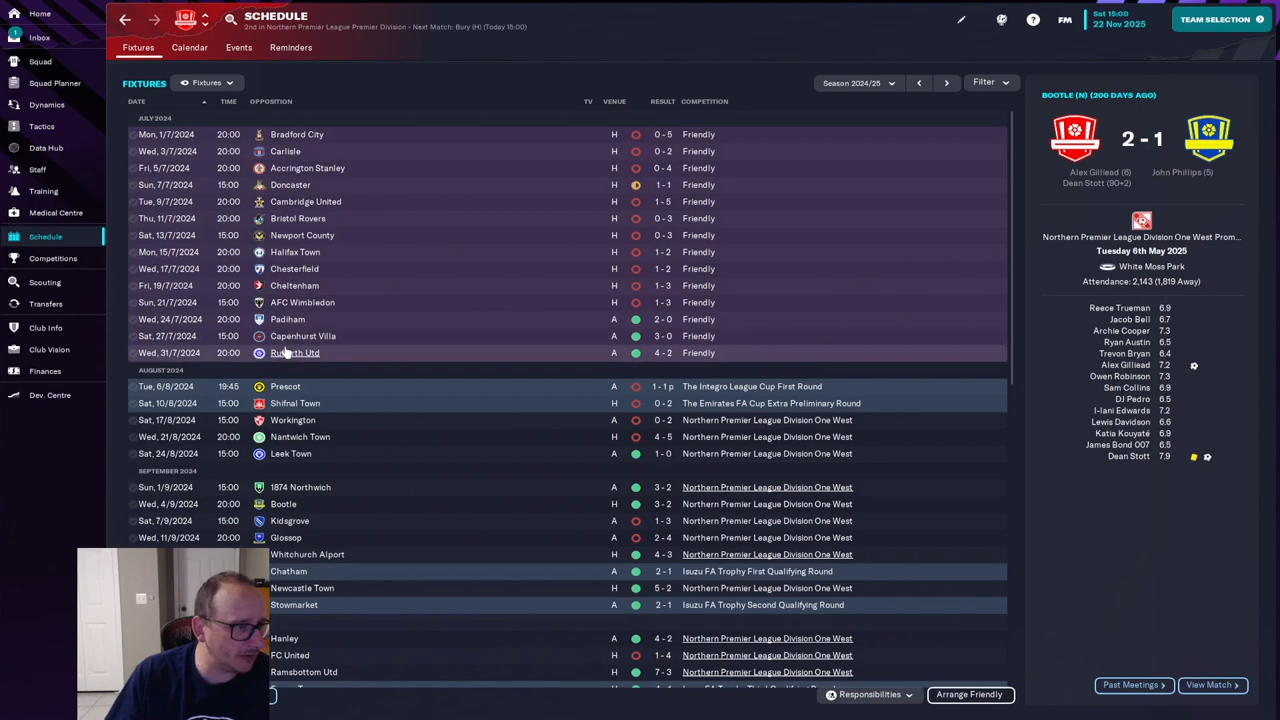 Home
1
Inbox
Squad
Squad Planner
Dynamics
Tactics
Data Hub
Staff
Training
Medical Centre
Schedule
Competitions
Scouting
Transfers
Club Info
Club Vision
Finances
Dev. Centre
SCHEDULE
2nd in Northern Premier League Premier Division - Next Match: Bury (H) (Today 15:00)
FM
Sat 15:00
22 Nov 2025
TEAM SELECTION
Fixtures
Calendar
Events
Reminders
FIXTURES
Fixtures
Season 2024/25
Filter
DATE TIME OPPOSITION TV VENUE RESULT COMPETITION
JULY 2024
Mon, 1/7/2024 20:00 Bradford City H 0 - 5 Friendly
Wed, 3/7/2024 20:00 Carlisle H 0 - 2 Friendly
Fri, 5/7/2024 20:00 Accrington Stanley H 0 - 4 Friendly
Sun, 7/7/2024 15:00 Doncaster H 1 - 1 Friendly
Tue, 9/7/2024 20:00 Cambridge United H 1 - 5 Friendly
Thu, 11/7/2024 20:00 Bristol Rovers H 0 - 3 Friendly
Sat, 13/7/2024 15:00 Newport County H 0 - 3 Friendly
Mon, 15/7/2024 20:00 Halifax Town H 1 - 2 Friendly
Wed, 17/7/2024 20:00 Chesterfield H 1 - 2 Friendly
Fri, 19/7/2024 20:00 Cheltenham H 1 - 3 Friendly
Sun, 21/7/2024 15:00 AFC Wimbledon H 1 - 3 Friendly
Wed, 24/7/2024 20:00 Padiham A 2 - 0 Friendly
Sat, 27/7/2024 15:00 Capenhurst Villa A 3 - 0 Friendly
Wed, 31/7/2024 20:00 Utd A 4 - 2 Friendly
AUGUST 2024
Tue, 6/8/2024 19:45 Prescot A 1 - 1 p The Integro League Cup First Round
Sat, 10/8/2024 15:00 Shifnal Town A 0 - 2 The Emirates FA Cup Extra Preliminary Round
Sat, 17/8/2024 15:00 Workington A 0 - 2 Northern Premier League Division One West
Wed, 21/8/2024 20:00 Nantwich Town H 4 - 5 Northern Premier League Division One West
Sat, 24/8/2024 15:00 Leek Town A 1 - 0 Northern Premier League Division One West
SEPTEMBER 2024
Sun, 1/9/2024 15:00 1874 Northwich A 3 - 2 Northern Premier League Division One West
Wed, 4/9/2024 20:00 Bootle H 3 - 2 Northern Premier League Division One West
Sat, 7/9/2024 15:00 Kidsgrove A 1 - 3 Northern Premier League Division One West
Wed, 11/9/2024 20:00 Glossop A 2 - 4 Northern Premier League Division One West
Whitchurch Alport H 4 - 3 Northern Premier League Division One West
Chatham A 2 - 1 Isuzu FA Trophy First Qualifying Round
Newcastle Town H 5 - 2 Northern Premier League Division One West
Stowmarket A 2 - 1 Isuzu FA Trophy Second Qualifying Round
Hanley A 4 - 2 Northern Premier League Division One West
FC United H 1 - 4 Northern Premier League Division One West
Ramsbottom Utd H 7 - 3 Northern Premier League Division One West
Responsibilities
Arrange Friendly
BOOTLE (N) (200 DAYS AGO)
2 - 1
Alex Gilliead (6) John Phillips (5)
Dean Stott (90+2)
Northern Premier League Division One West Prom...
Tuesday 6th May 2025
White Moss Park
Attendance: 2,143 (1,819 Away)
Reece Trueman 6.9
Jacob Bell 6.7
Archie Cooper 7.3
Ryan Austin 6.5
Trevon Bryan 6.4
Alex Gilliead 7.2
Owen Robinson 7.3
Sam Collins 6.9
DJ Pedro 6.5
I-lani Edwards 7.2
Lewis Davidson 6.6
Katia Kouyaté 6.9
James Bond 007 6.5
Dean Stott 7.9
Past Meetings
View Match